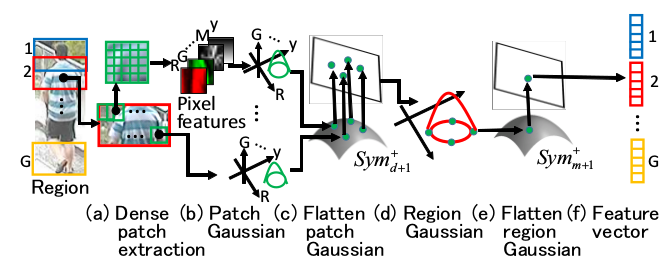 1
2
G
Region
R G ... M y
Pixel
features
G ... y
R
G ... y
R
Sym+d+1
Sym+m+1
1
2
G
(a) Dense patch extraction
(b) Patch Gaussian
(c) Flatten patch Gaussian
(d) Region Gaussian
(e) Flatten region Gaussian
(f) Feature vector